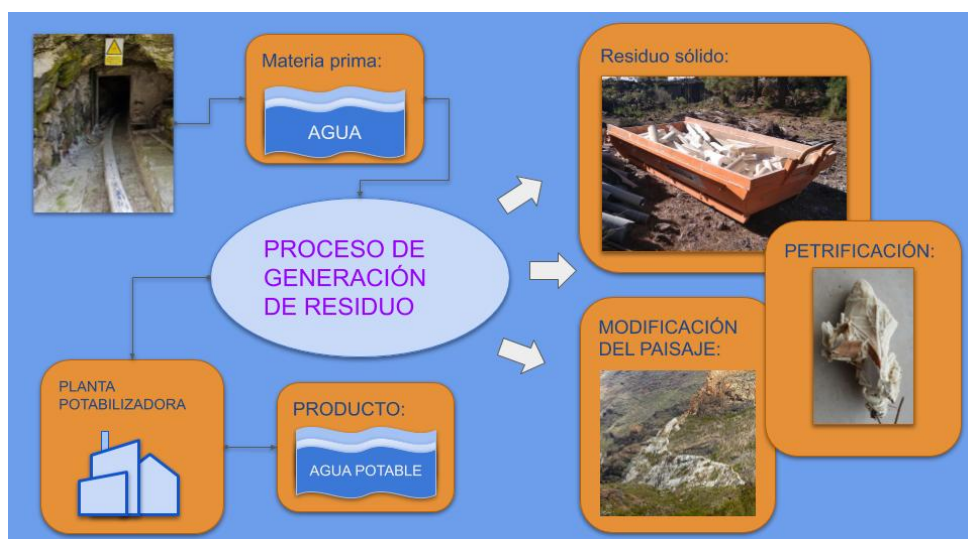 Materia prima:
AGUA
PROCESO DE
GENERACIÓN
DE RESIDUO
PLANTA
POTABILIZADORA
PRODUCTO:
AGUA POTABLE
Residuo sólido:
PETRIFICACIÓN:
MODIFICACIÓN
DEL PAISAJE: